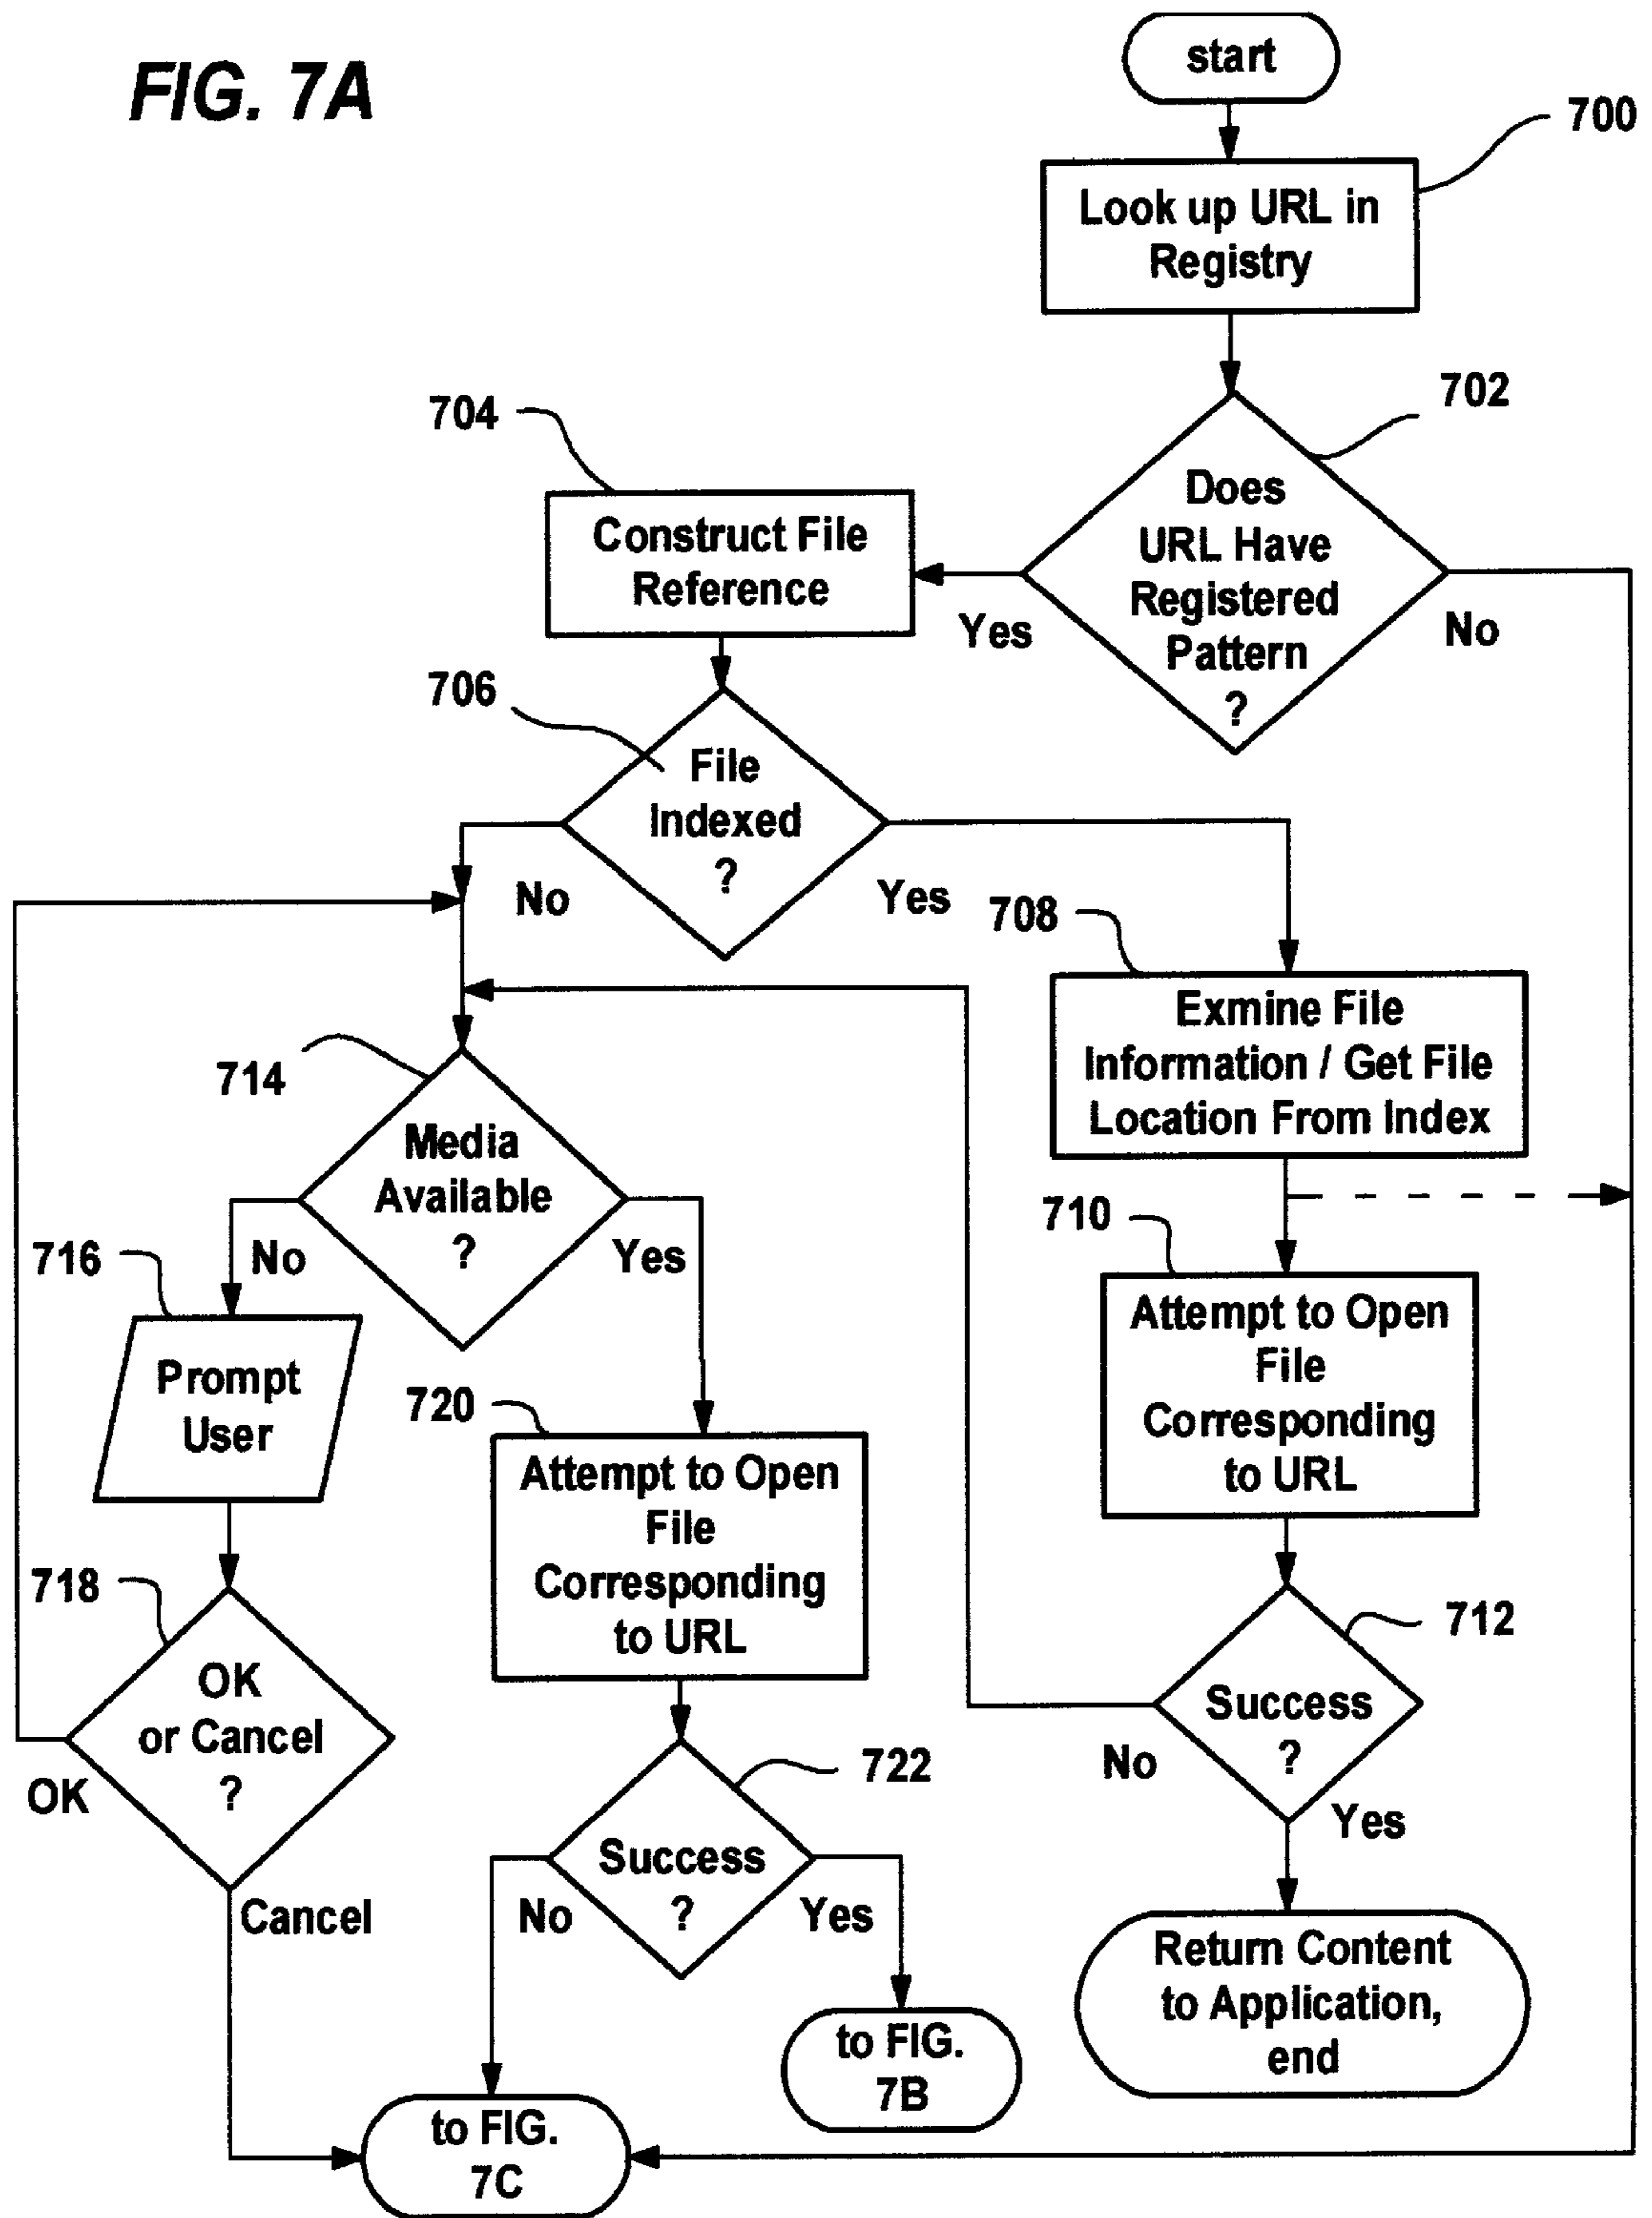 FIG. 7A
start
700
Look up URL in
Registry
702
Does
URL Have
Registered
Pattern
?
Yes
No
704
Construct File
Reference
706
File
Indexed
?
No
Yes
708
Exmine File
Information / Get File
Location From Index
714
Media
Available
?
No
Yes
710
Attempt to Open
File
Corresponding
to URL
716
Prompt
User
720
Attempt to Open
File
Corresponding
to URL
718
OK
or Cancel
?
OK
Cancel
712
Success
?
No
Yes
722
Success
?
No
Yes
Return Content
to Application,
end
to FIG.
7B
to FIG.
7C